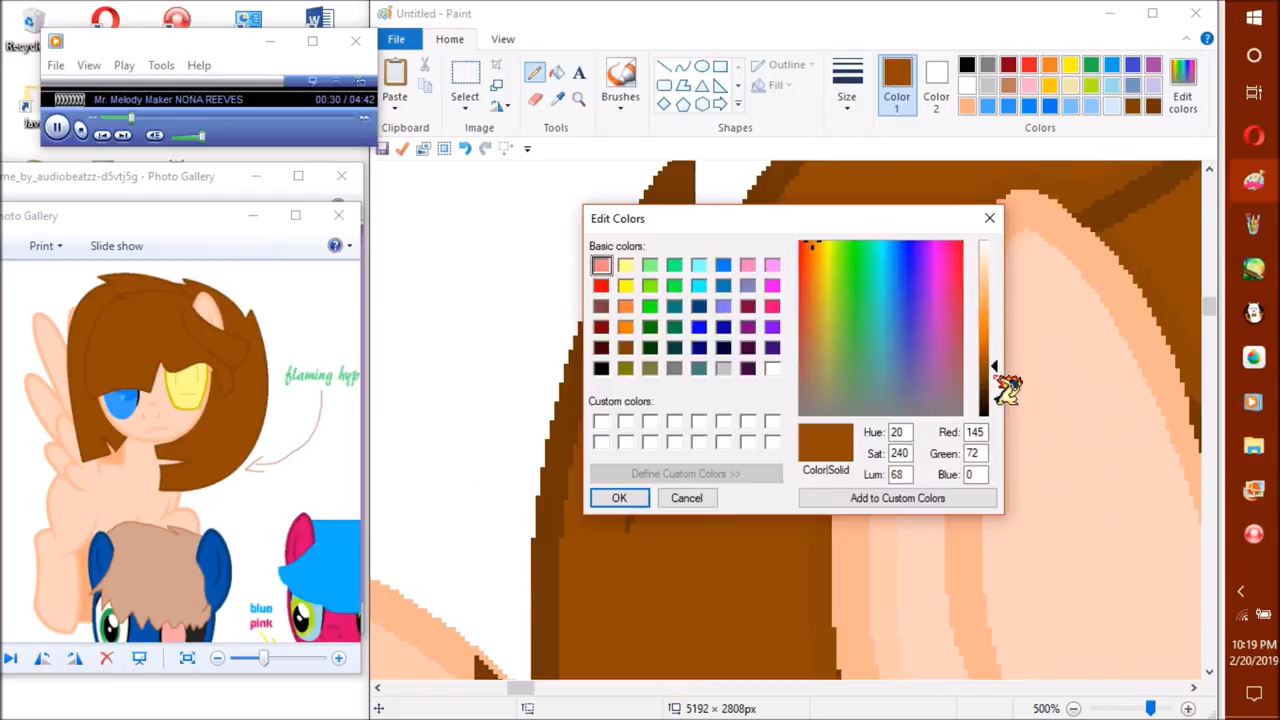 Untitled - Paint
File Home View
Paste
Select
Brushes
Outline
Fill
Size
Color
1
Color
2
Edit
colors
Clipboard
Image
Tools
Shapes
Colors
File View Play Tools Help
Mr. Melody Maker NONA REEVES 00:30 / 04:42
me_by_audiobeatzz-d5vtj5g - Photo Gallery
oto Gallery
Print Slide show
flaming hyp
blue
pink
Edit Colors
Basic colors:
Custom colors:
Define Custom Colors >>
OK Cancel
Color|Solid
Hue: 20 Red: 145
Sat: 240 Green: 72
Lum: 68 Blue: 0
Add to Custom Colors
5192 × 2808px 500%
10:19 PM
2/20/2019